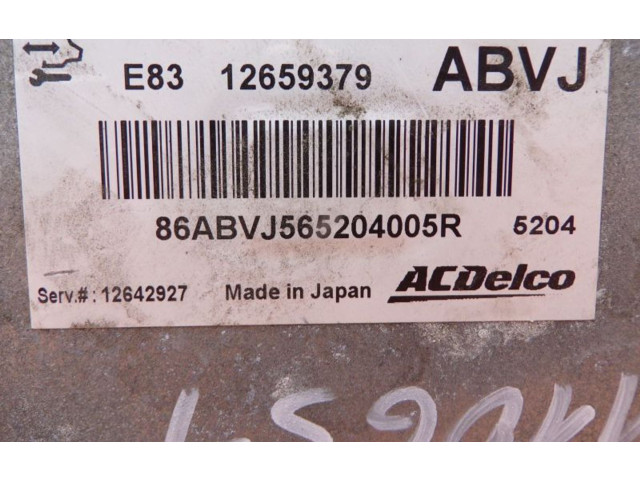 E83 12659379 ABVJ
86ABVJ565204005R 5204
Serv.#: 12642927 Made in Japan ACDelco